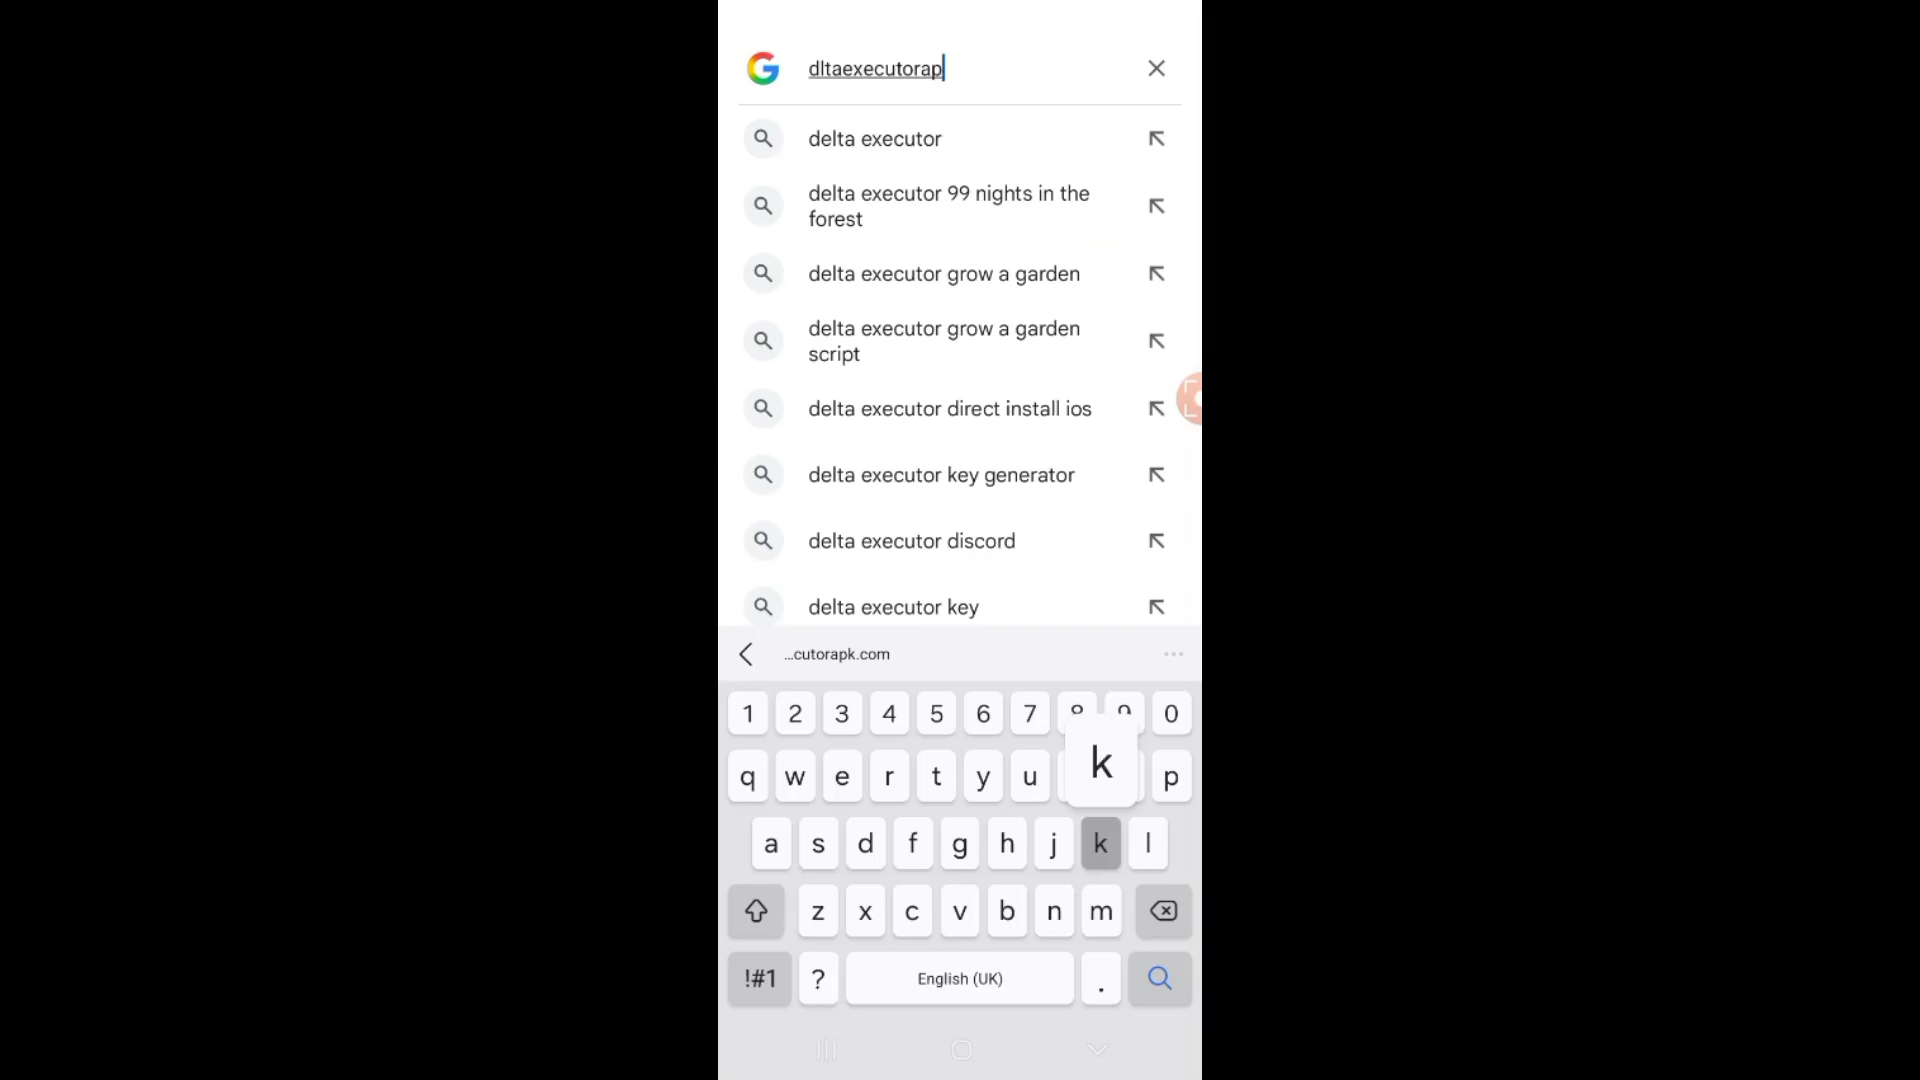 dltaexecutorap
delta executor
delta executor 99 nights in the
forest
delta executor grow a garden
delta executor grow a garden
script
delta executor direct install ios
delta executor key generator
delta executor discord
delta executor key
...cutorapk.com
1 2 3 4 5 6 7 8 9 0
k
q w e r t y u p
a s d f g h j k l
z x c v b n m
!#1 ? English (UK) .